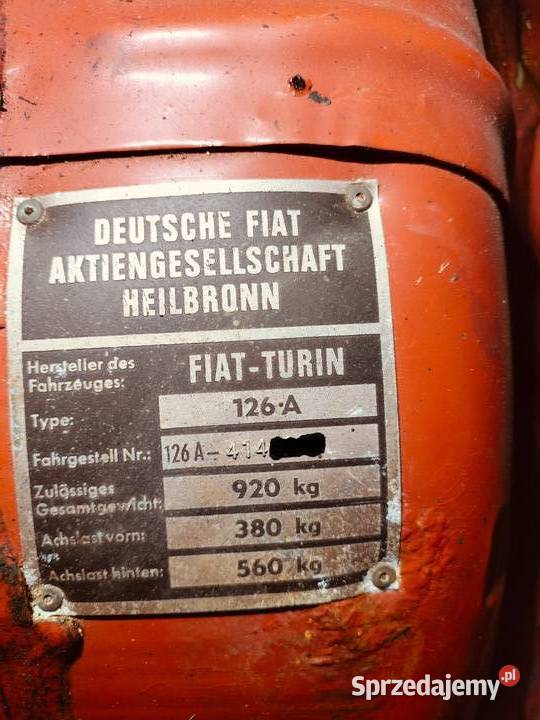 DEUTSCHE FIAT
AKTIENGESELLSCHAFT
HEILBRONN
Hersteller des
Fahrzeuges: FIAT-TURIN
Type: 126·A
Fahrgestell Nr.: 126 A-414
Zulässiges
Gesamtgewicht: 920 kg
Achslast vorn: 380 kg
Achslast hinten: 560 kg
Sprzedajemy.pl